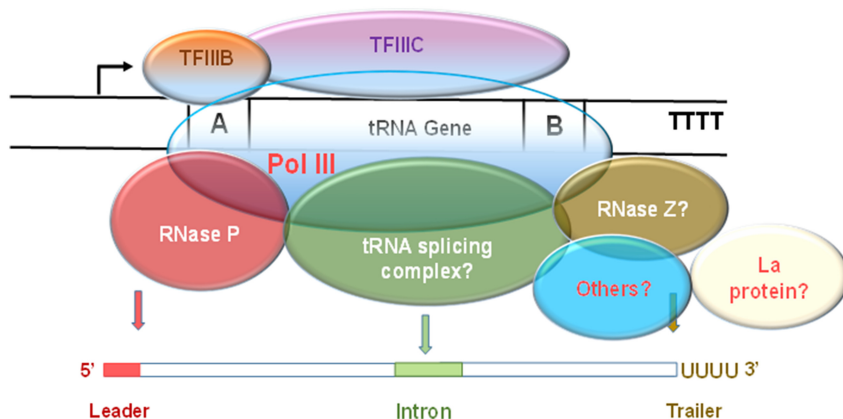 TFIIIB
TFIIIC
A
tRNA Gene
B
TTTT
Pol III
RNase P
tRNA splicing
complex?
RNase Z?
Others?
La
protein?
5’
UUUU 3’
Leader
Intron
Trailer